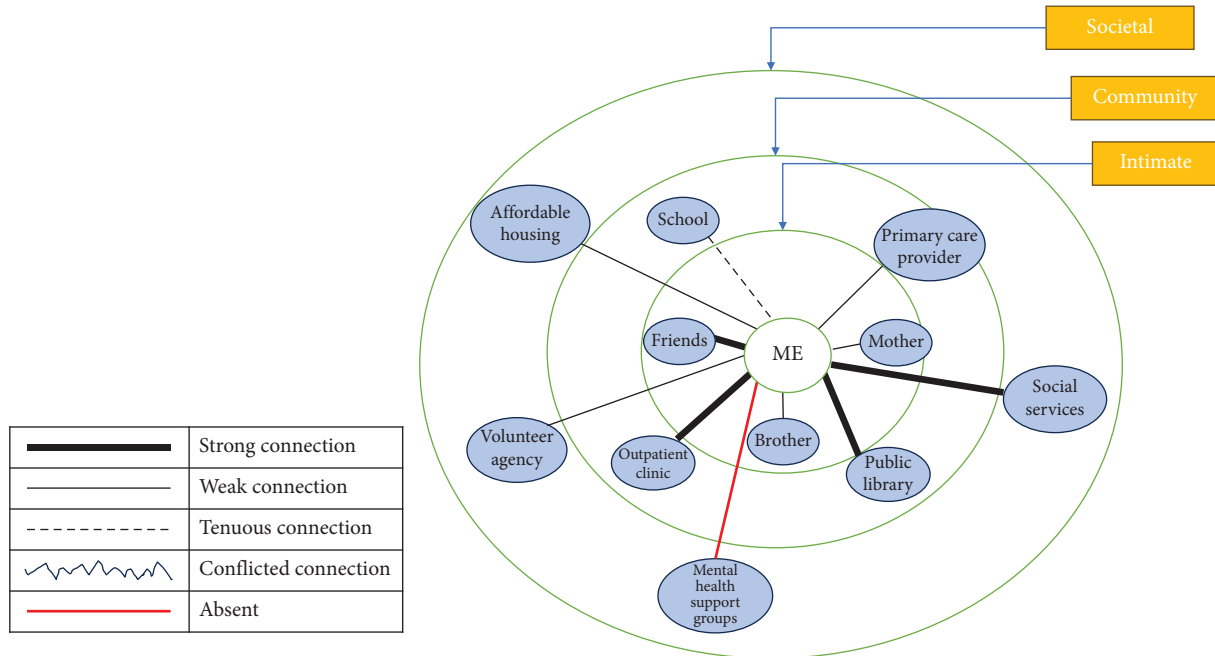 Societal
Community
Intimate
Affordable
housing
School
Primary care
provider
Friends
ME
Mother
Social
services
Volunteer
agency
Outpatient
clinic
Brother
Public
library
Mental
health
support
groups
Strong connection
Weak connection
Tenuous connection
Conflicted connection
Absent